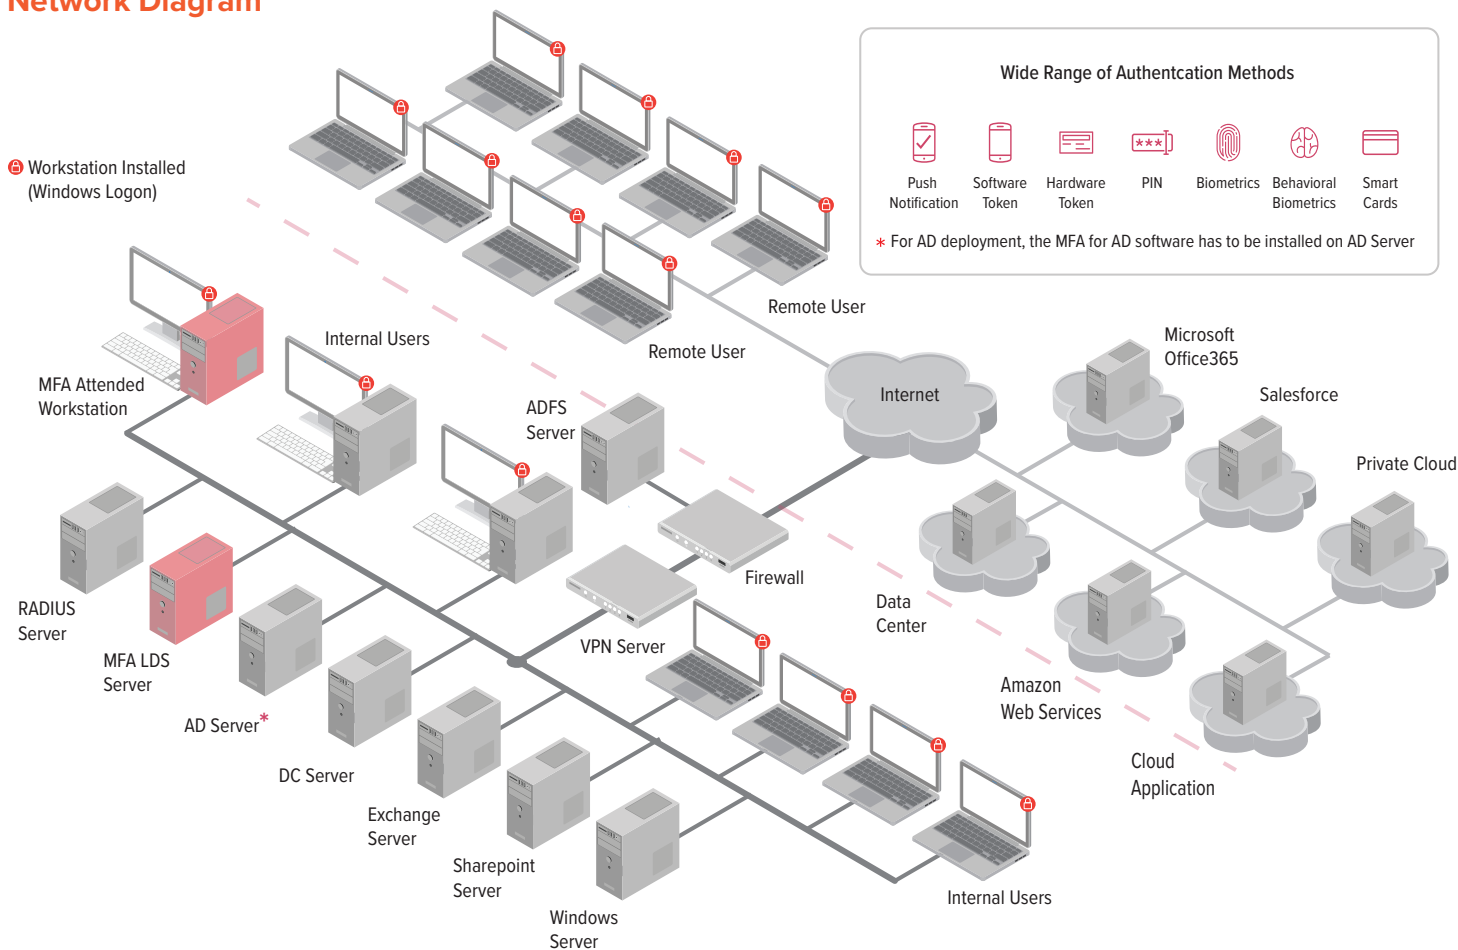 Network Diagram
Wide Range of Authentcation Methods
Push
Notification
Software
Token
Hardware
Token
***
PIN
Biometrics
Behavioral
Biometrics
Smart
Cards
* For AD deployment, the MFA for AD software has to be installed on AD Server
Workstation Installed
(Windows Logon)
Remote User
Remote User
Internal Users
MFA Attended
Workstation
ADFS
Server
Internet
Microsoft
Office365
Salesforce
Private Cloud
Firewall
Data
Center
RADIUS
Server
VPN Server
MFA LDS
Server
Amazon
Web Services
AD Server*
DC Server
Cloud
Application
Exchange
Server
Sharepoint
Server
Internal Users
Windows
Server